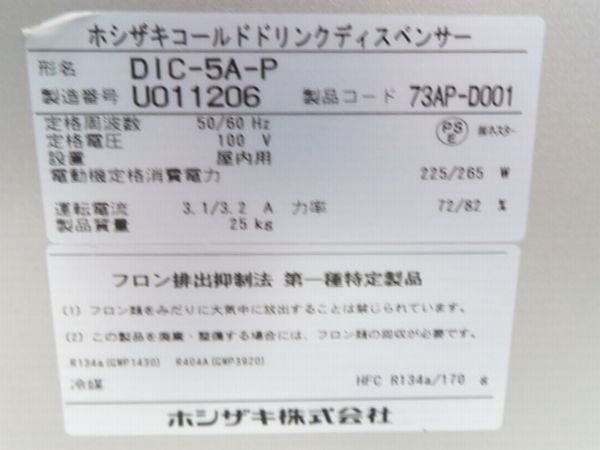 ホシザキコールドドリンクディスペンサー
形名 DIC-5A-P
製造番号 U011206 製品コード 73AP-D001
定格周波数 50/60 Hz
定格電圧 100 V
設置 屋内用
電動機定格消費電力 225/265 W
運転電流 3.1/3.2 A 力率 72/82 %
製品質量 25 kg
PS E
フロン排出抑制法 第一種特定製品
(1) フロン類をみだりに大気中に放出することは禁じられています。
(2) この製品を廃棄・整備する場合には、フロン類の回収が必要です。
R134a(GWP1430) R404A(GWP3920)
冷媒 HFC R134a/170 g
ホシザキ株式会社